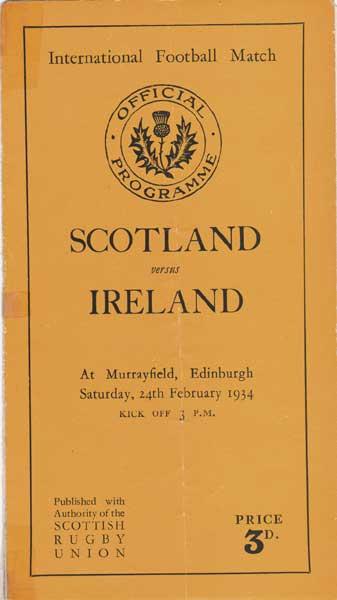 International Football Match
OFFICIAL
PROGRAMME
SCOTLAND
versus
IRELAND
At Murrayfield, Edinburgh
Saturday, 24th February 1934
KICK OFF 3 P.M.
Published with
Authority of the
SCOTTISH
RUGBY
UNION
PRICE
3D.